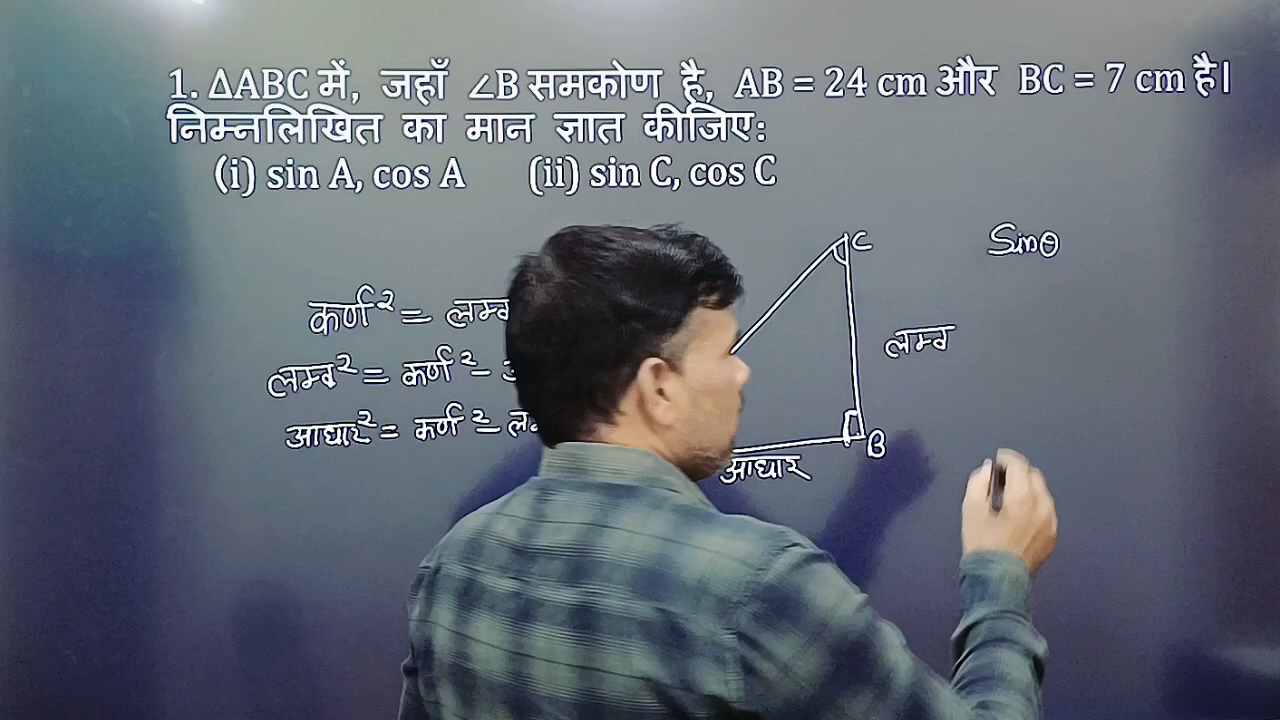 1. ΔABC में, जहाँ ∠B समकोण है, AB = 24 cm और BC = 7 cm है।
निम्नलिखित का मान ज्ञात कीजिए:
(i) sin A, cos A (ii) sin C, cos C
C
Sinθ
कर्ण² = लम्ब
लम्ब
लम्ब² = कर्ण² -
आधार² = कर्ण² -
B
आधार